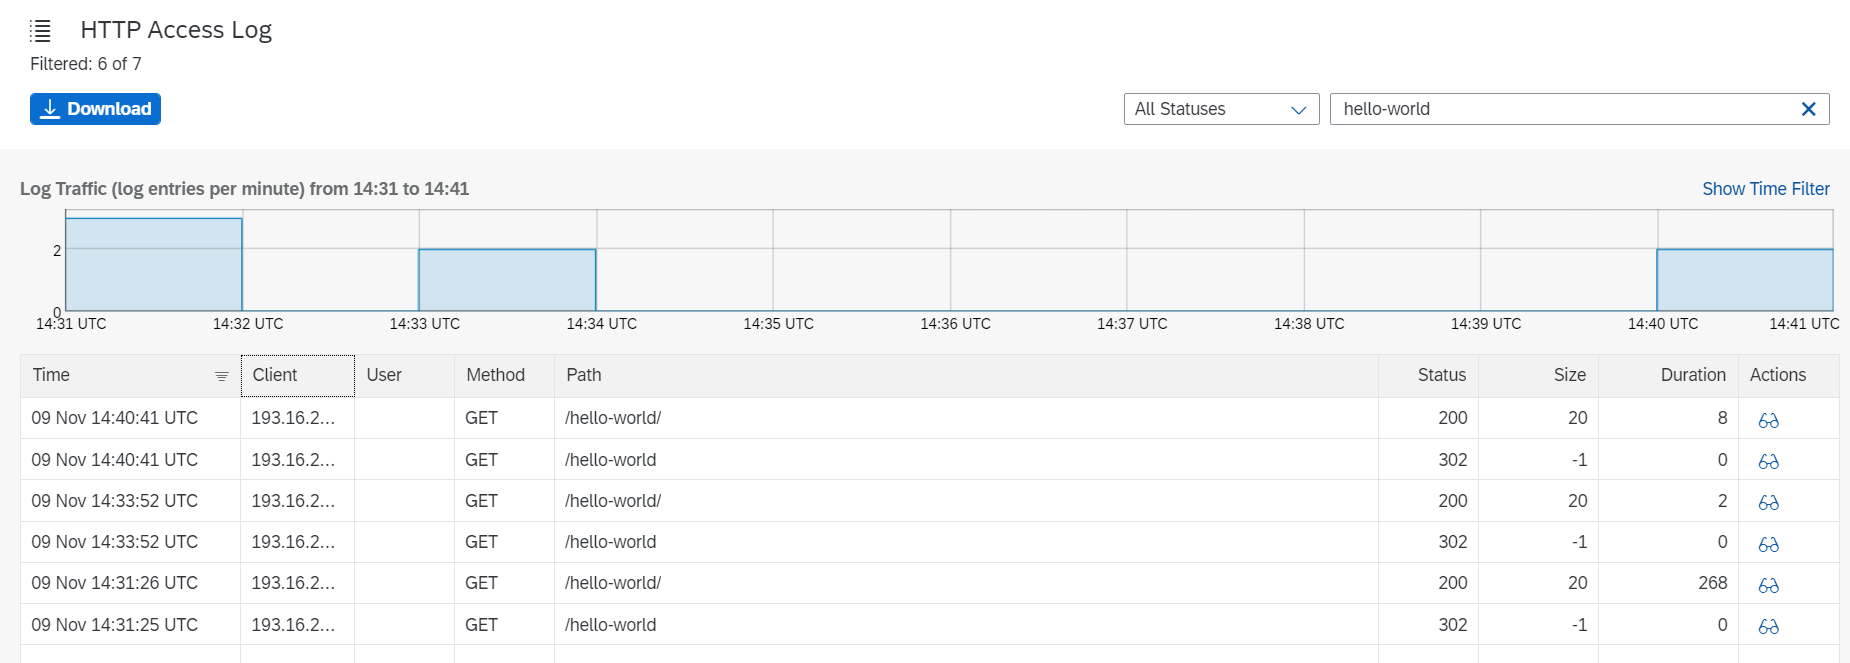 HTTP Access Log
Filtered: 6 of 7
Download
All Statuses
hello-world
Log Traffic (log entries per minute) from 14:31 to 14:41
Show Time Filter
2
0
14:31 UTC 14:32 UTC 14:33 UTC 14:34 UTC 14:35 UTC 14:36 UTC 14:37 UTC 14:38 UTC 14:39 UTC 14:40 UTC 14:41 UTC
Time Client User Method Path Status Size Duration Actions
09 Nov 14:40:41 UTC 193.16.2... GET /hello-world/ 200 20 8
09 Nov 14:40:41 UTC 193.16.2... GET /hello-world 302 -1 0
09 Nov 14:33:52 UTC 193.16.2... GET /hello-world/ 200 20 2
09 Nov 14:33:52 UTC 193.16.2... GET /hello-world 302 -1 0
09 Nov 14:31:26 UTC 193.16.2... GET /hello-world/ 200 20 268
09 Nov 14:31:25 UTC 193.16.2... GET /hello-world 302 -1 0